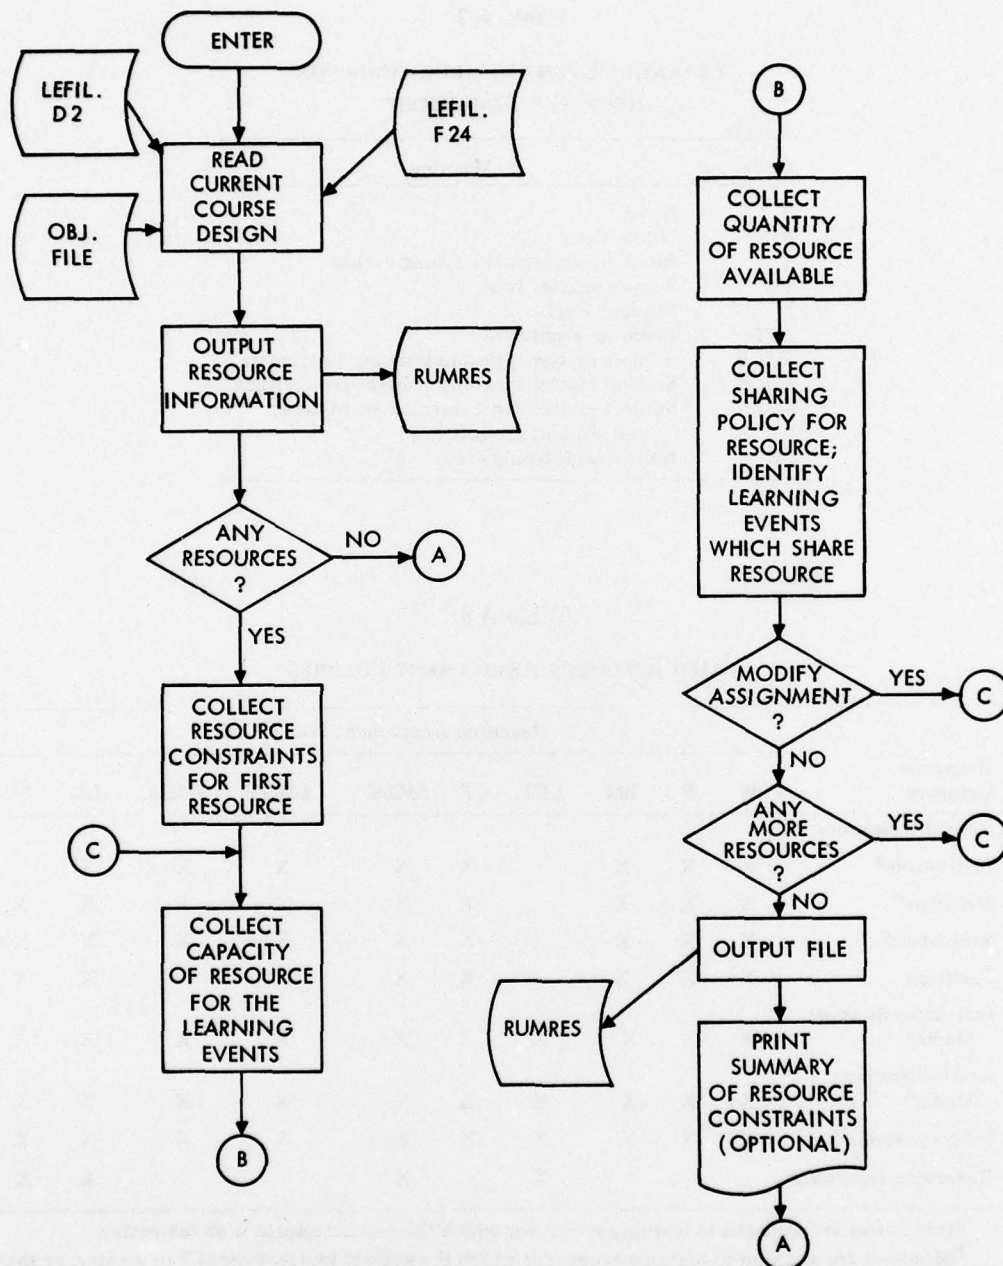 ENTER
LEFIL.
D2
LEFIL.
F24
READ
CURRENT
COURSE
DESIGN
OBJ.
FILE
OUTPUT
RESOURCE
INFORMATION
RUMRES
ANY
RESOURCES
?
NO
A
YES
COLLECT
RESOURCE
CONSTRAINTS
FOR FIRST
RESOURCE
C
COLLECT
CAPACITY
OF RESOURCE
FOR THE
LEARNING
EVENTS
B
B
COLLECT
QUANTITY
OF RESOURCE
AVAILABLE
COLLECT
SHARING
POLICY FOR
RESOURCE;
IDENTIFY
LEARNING
EVENTS
WHICH SHARE
RESOURCE
MODIFY
ASSIGNMENT
?
YES
C
NO
ANY
MORE
RESOURCES
?
YES
C
NO
OUTPUT FILE
RUMRES
PRINT
SUMMARY
OF RESOURCE
CONSTRAINTS
(OPTIONAL)
A